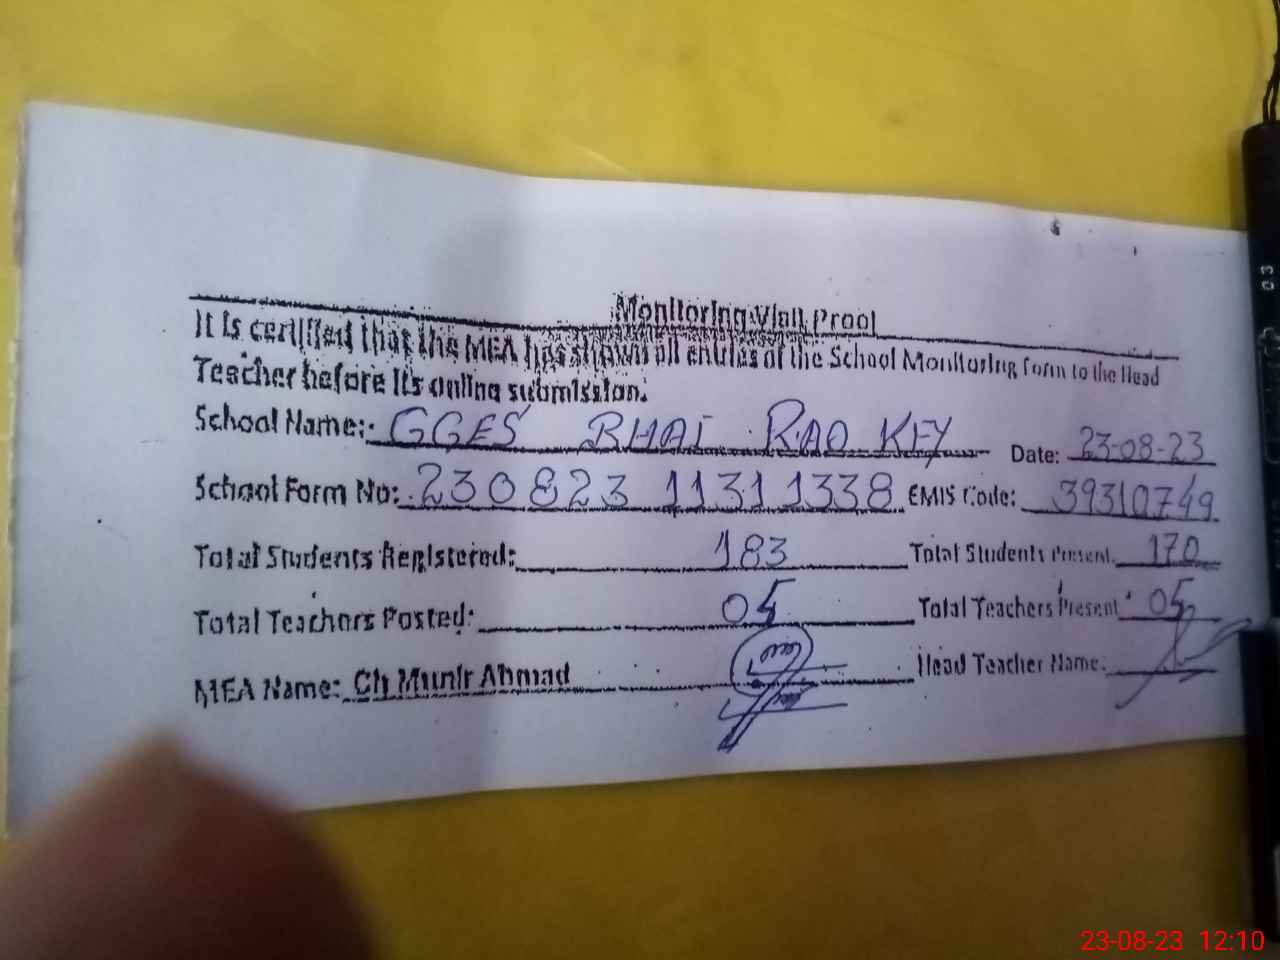 Monitoring Visit Proof
It is certified that the MEA has shown all entries of the School Monitoring Form to the Head
Teacher before its online submission.
School Name: GGES BHAI RAO KEY Date: 23-08-23
School Form No: 230823 11311338 EMIS Code: 39310749
Total Students Registered: 183 Total Students Present: 170
Total Teachers Posted: 05 Total Teachers Present: 05
MEA Name: Ch Munir Ahmad Head Teacher Name:
0.3
23-08-23 12:10